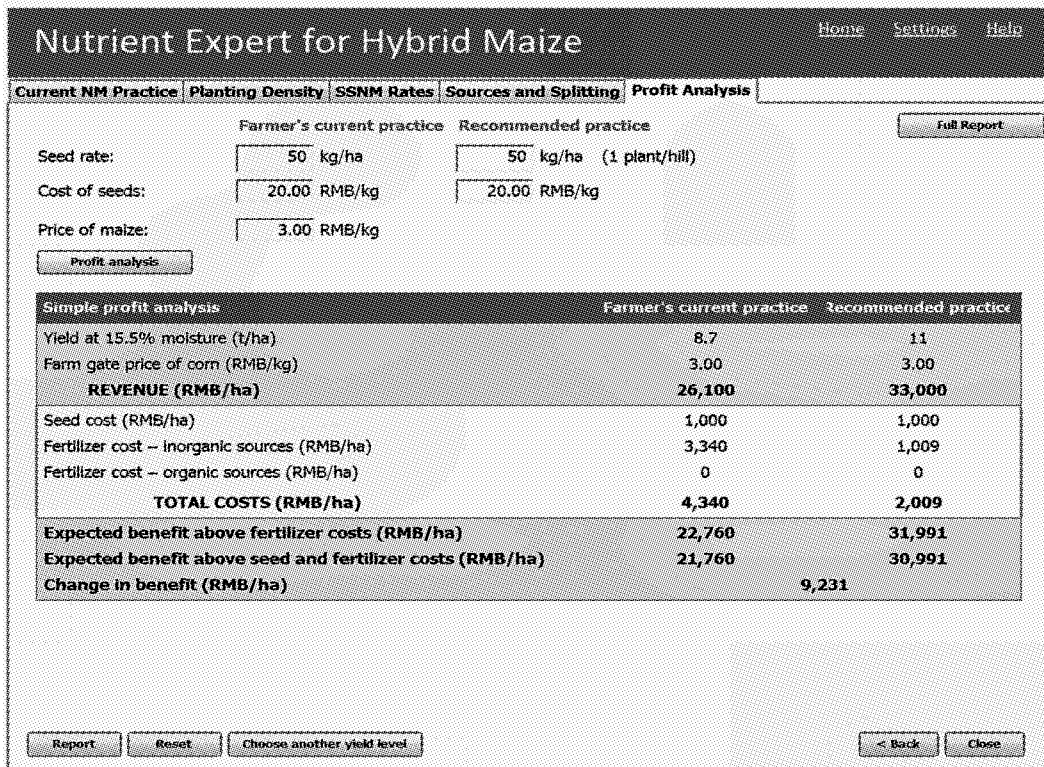 Nutrient Expert for Hybrid Maize
Home Settings Help
Current NM Practice Planting Density SSNM Rates Sources and Splitting Profit Analysis
Farmer's current practice Recommended practice
Full Report
Seed rate: 50 kg/ha 50 kg/ha (1 plant/hill)
Cost of seeds: 20.00 RMB/kg 20.00 RMB/kg
Price of maize: 3.00 RMB/kg
Profit analysis
Simple profit analysis Farmer's current practice Recommended practice
Yield at 15.5% moisture (t/ha) 8.7 11
Farm gate price of corn (RMB/kg) 3.00 3.00
REVENUE (RMB/ha) 26,100 33,000
Seed cost (RMB/ha) 1,000 1,000
Fertilizer cost – inorganic sources (RMB/ha) 3,340 1,009
Fertilizer cost – organic sources (RMB/ha) 0 0
TOTAL COSTS (RMB/ha) 4,340 2,009
Expected benefit above fertilizer costs (RMB/ha) 22,760 31,991
Expected benefit above seed and fertilizer costs (RMB/ha) 21,760 30,991
Change in benefit (RMB/ha) 9,231
Report Reset Choose another yield level < Back Close